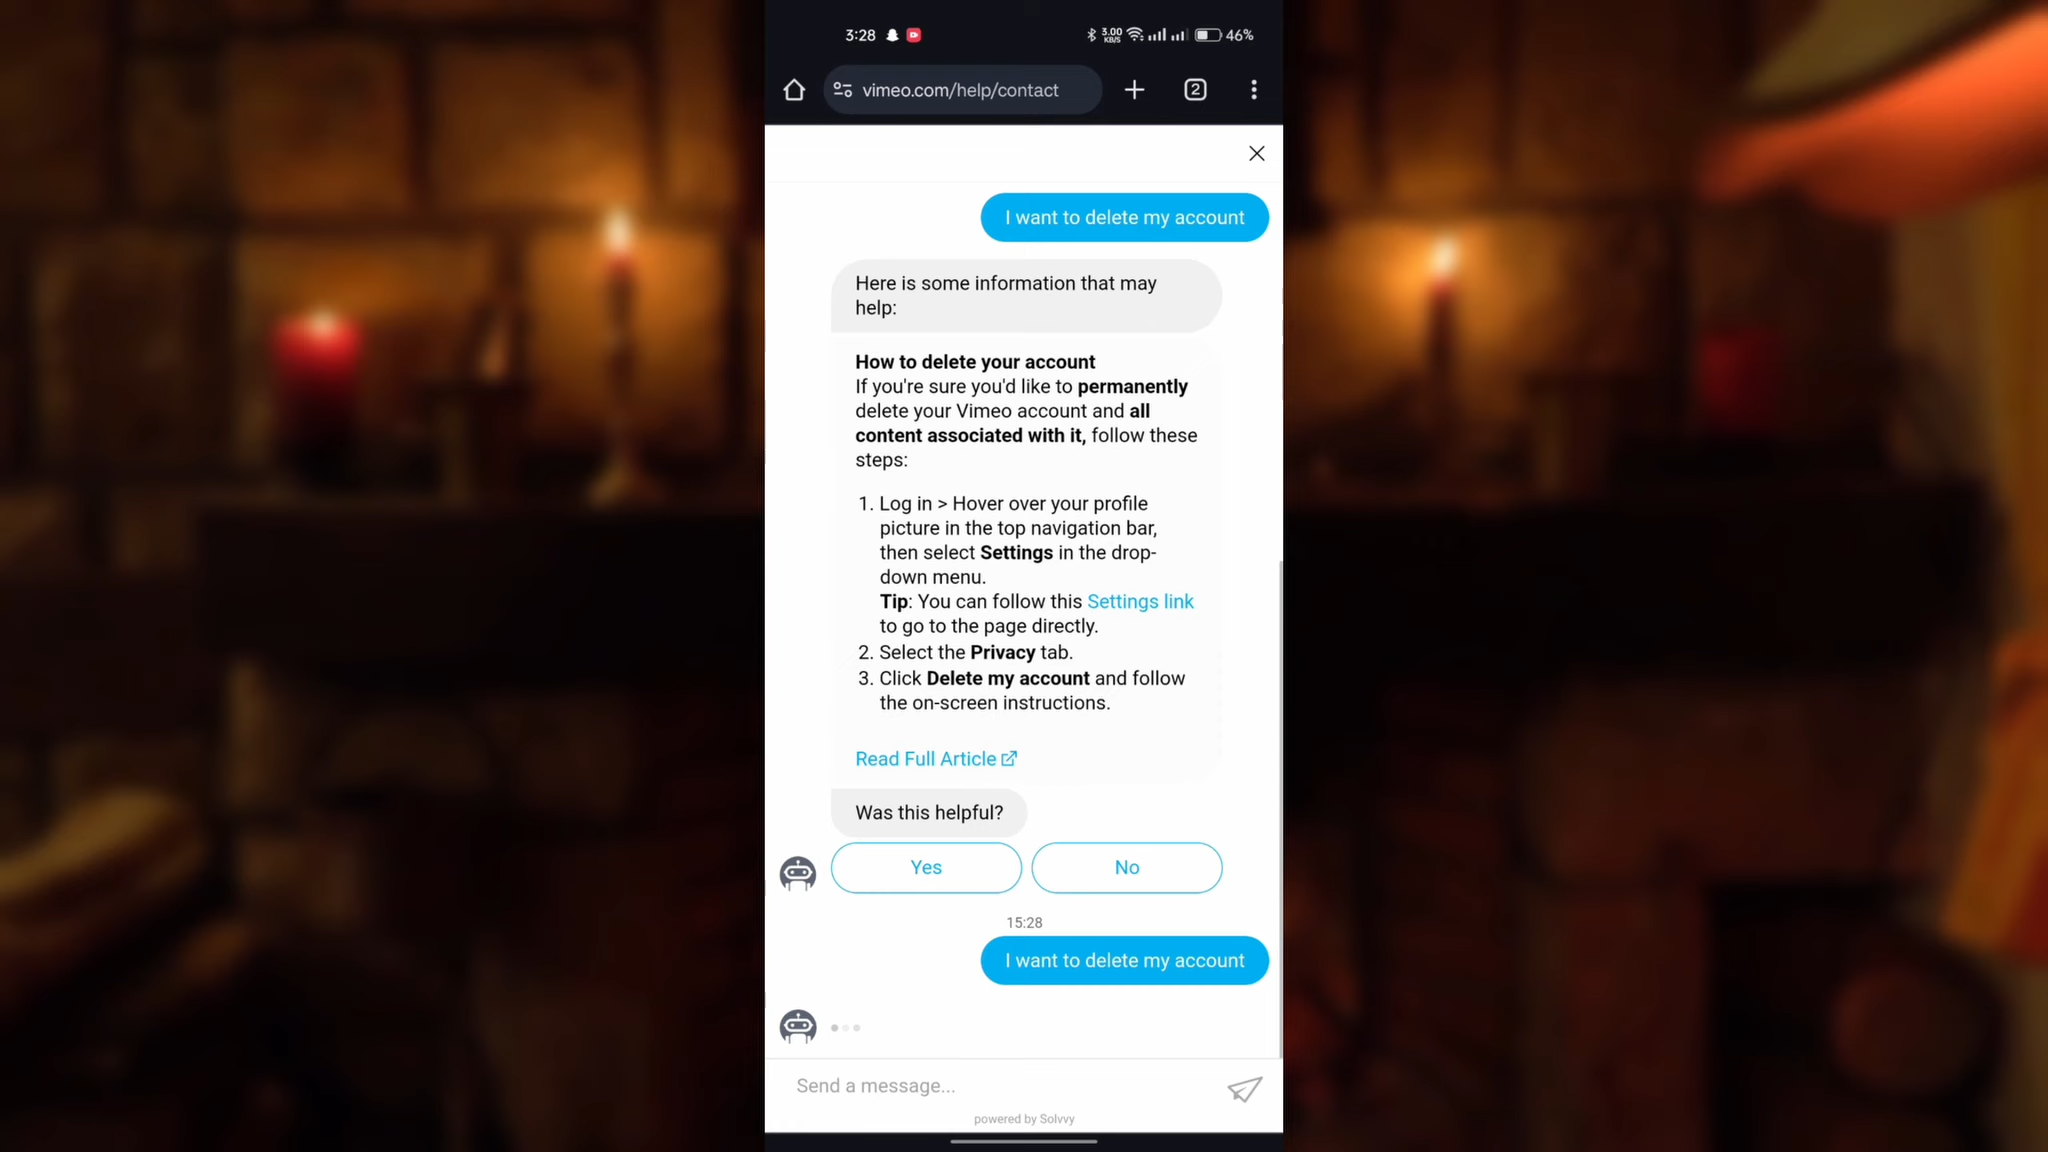 3:28
3.00 KB/S
46%
vimeo.com/help/contact
2
I want to delete my account
Here is some information that may
help:
How to delete your account
If you're sure you'd like to permanently
delete your Vimeo account and all
content associated with it, follow these
steps:
1. Log in > Hover over your profile
picture in the top navigation bar,
then select Settings in the drop-
down menu.
Tip: You can follow this Settings link
to go to the page directly.
2. Select the Privacy tab.
3. Click Delete my account and follow
the on-screen instructions.
Read Full Article
Was this helpful?
Yes No
15:28
I want to delete my account
Send a message...
powered by Solvvy